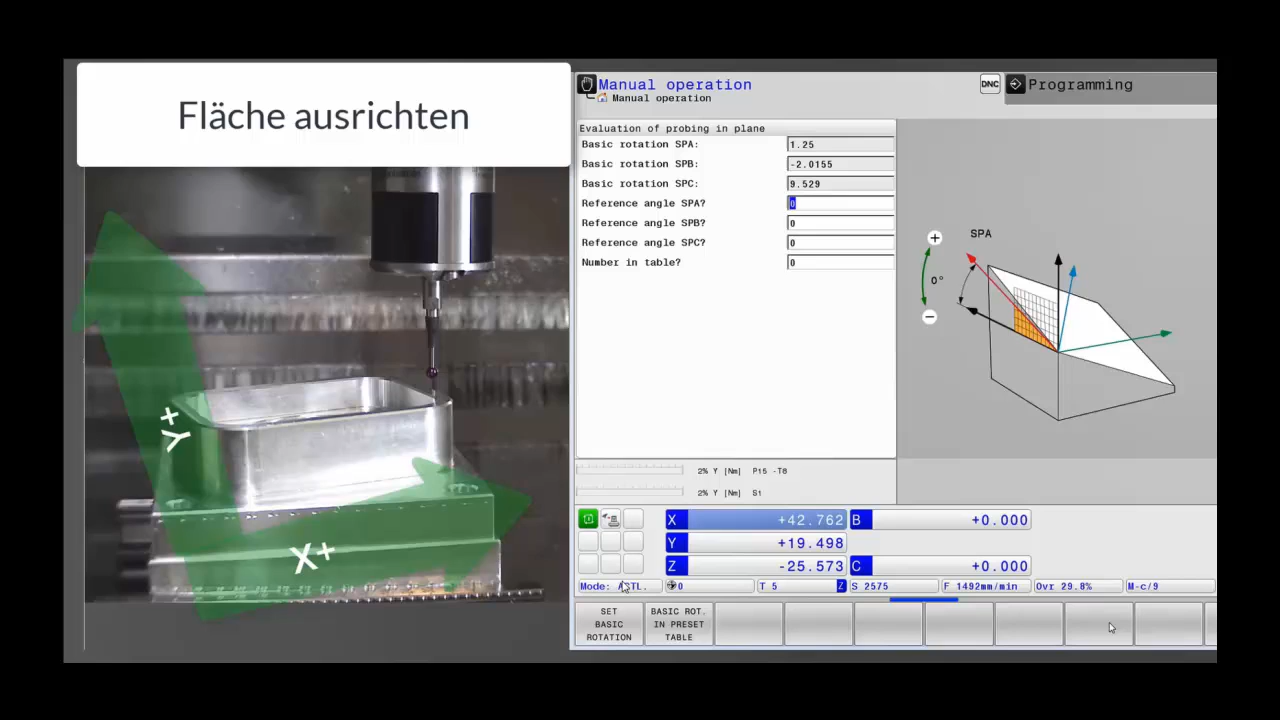 Fläche ausrichten
Y+
X+
Manual operation
Manual operation
DNC
Programming
Evaluation of probing in plane
Basic rotation SPA: 1.25
Basic rotation SPB: -2.0155
Basic rotation SPC: 9.529
Reference angle SPA? 0
Reference angle SPB? 0
Reference angle SPC? 0
Number in table? 0
SPA
+
0°
−
2% Y [Nm] P15 -T8
2% Y [Nm] S1
X +42.762 B +0.000
Y +19.498
Z -25.573 C +0.000
Mode: 0 T 5 Z S 2575 F 1492mm/min Ovr 29.8% M-c/9
SET
BASIC
ROTATION
BASIC ROT.
IN PRESET
TABLE